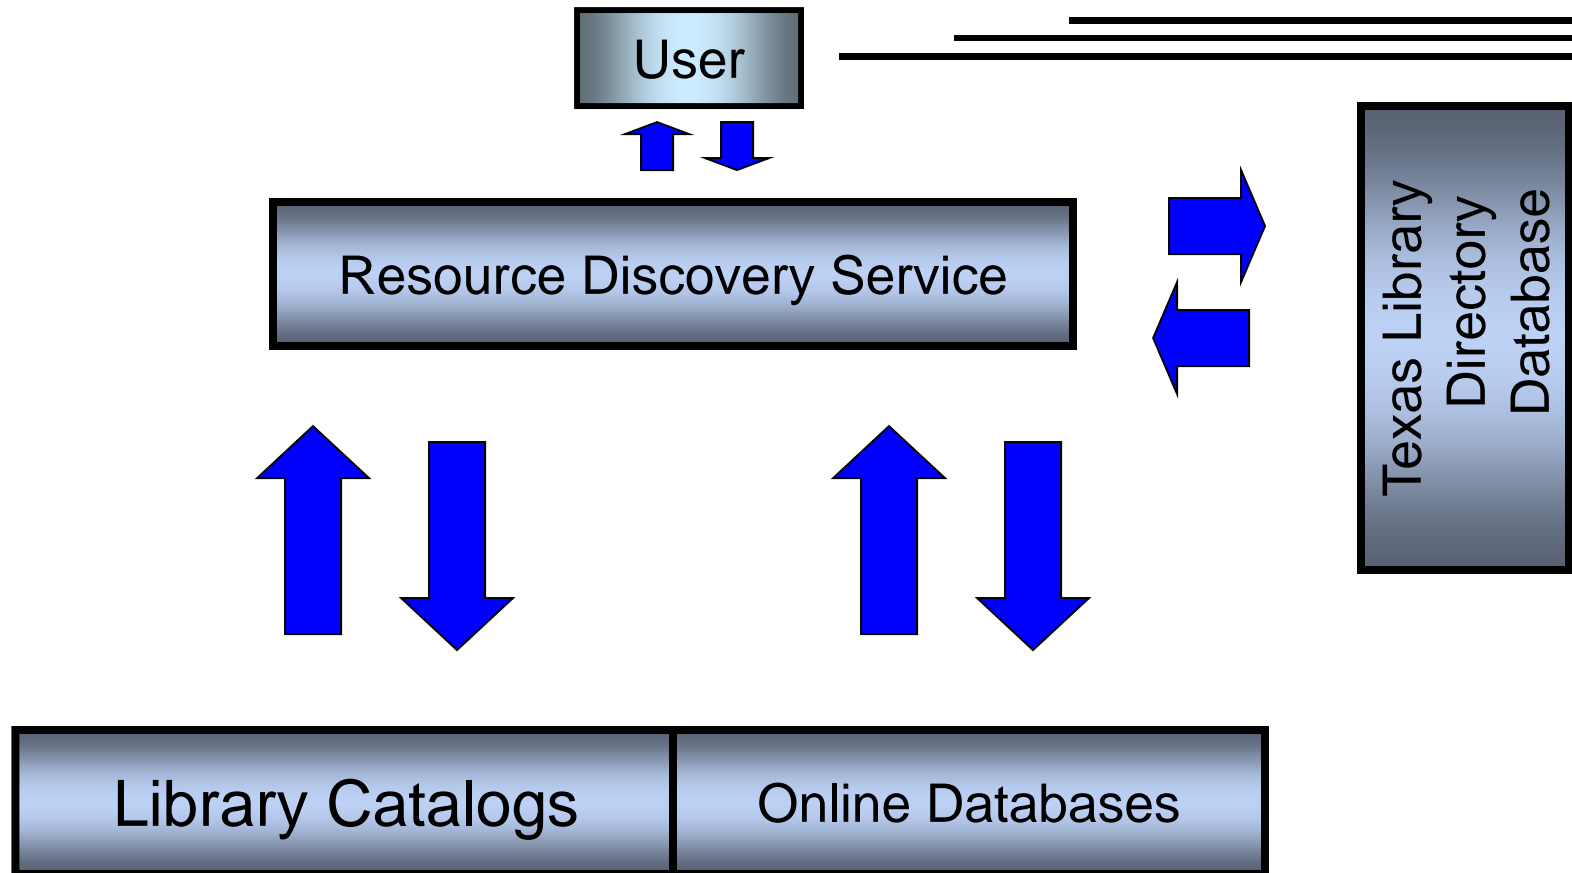 User
Resource Discovery Service
Texas Library
Directory
Database
Library Catalogs
Online Databases